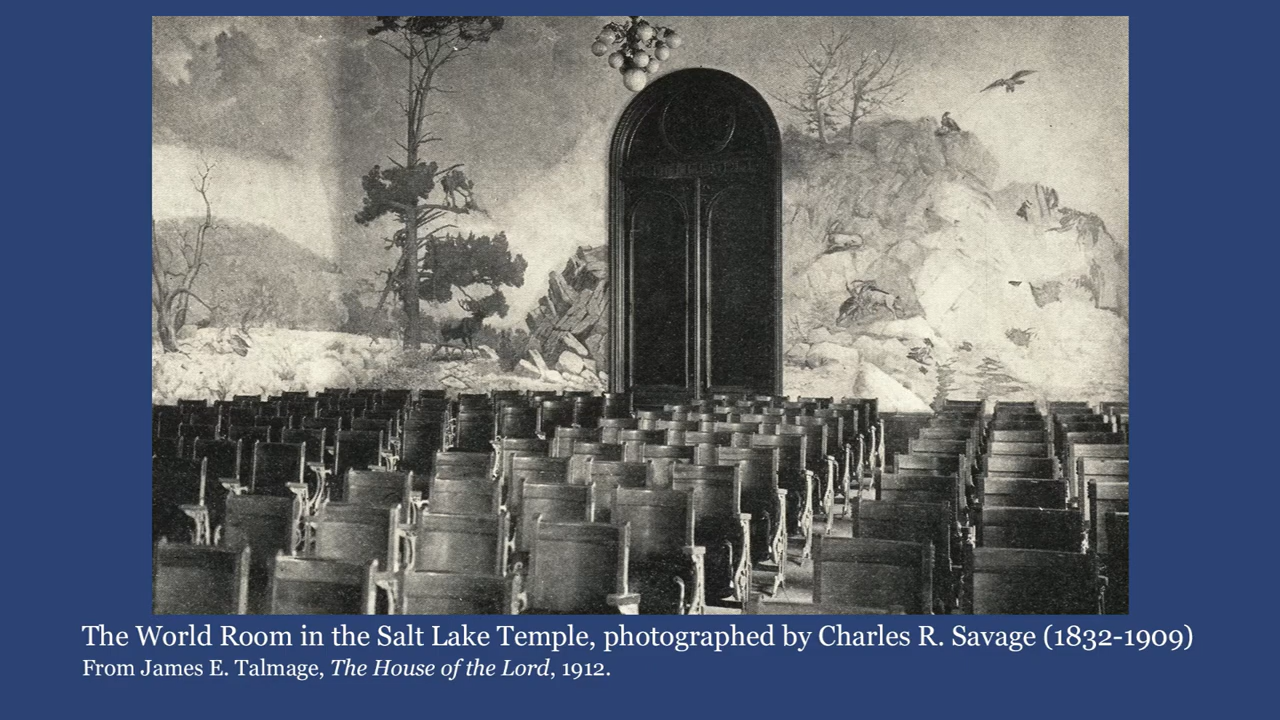 The World Room in the Salt Lake Temple, photographed by Charles R. Savage (1832-1909)
From James E. Talmage, The House of the Lord, 1912.